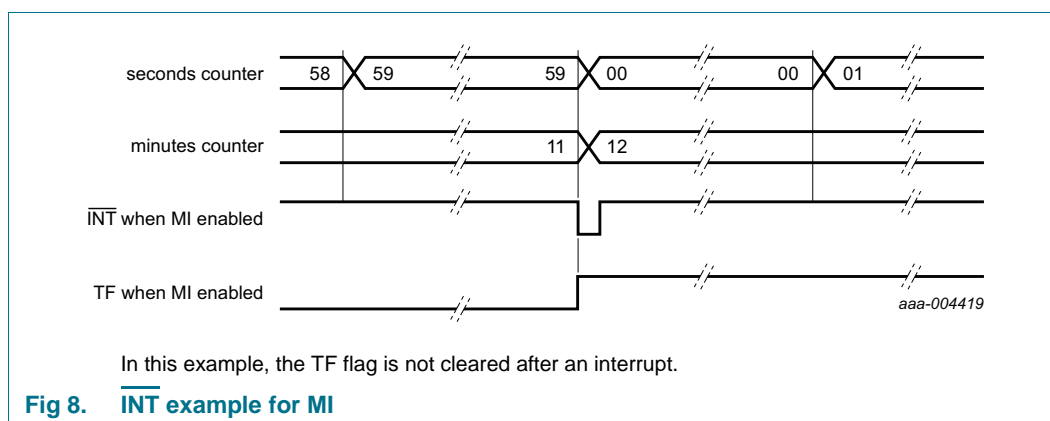 seconds counter 58 59 59 00 00 01
minutes counter 11 12
INT when MI enabled
TF when MI enabled
aaa-004419
In this example, the TF flag is not cleared after an interrupt.
Fig 8. INT example for MI